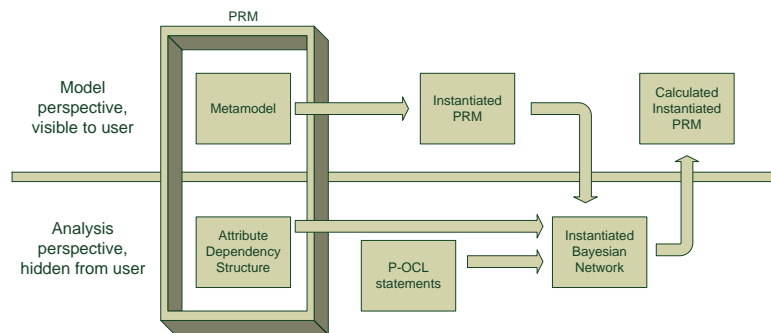 PRM
Model
perspective,
visible to user
Metamodel
Instantiated
PRM
Calculated
Instantiated
PRM
Analysis
perspective,
hidden from user
Attribute
Dependency
Structure
P-OCL
statements
Instantiated
Bayesian
Network